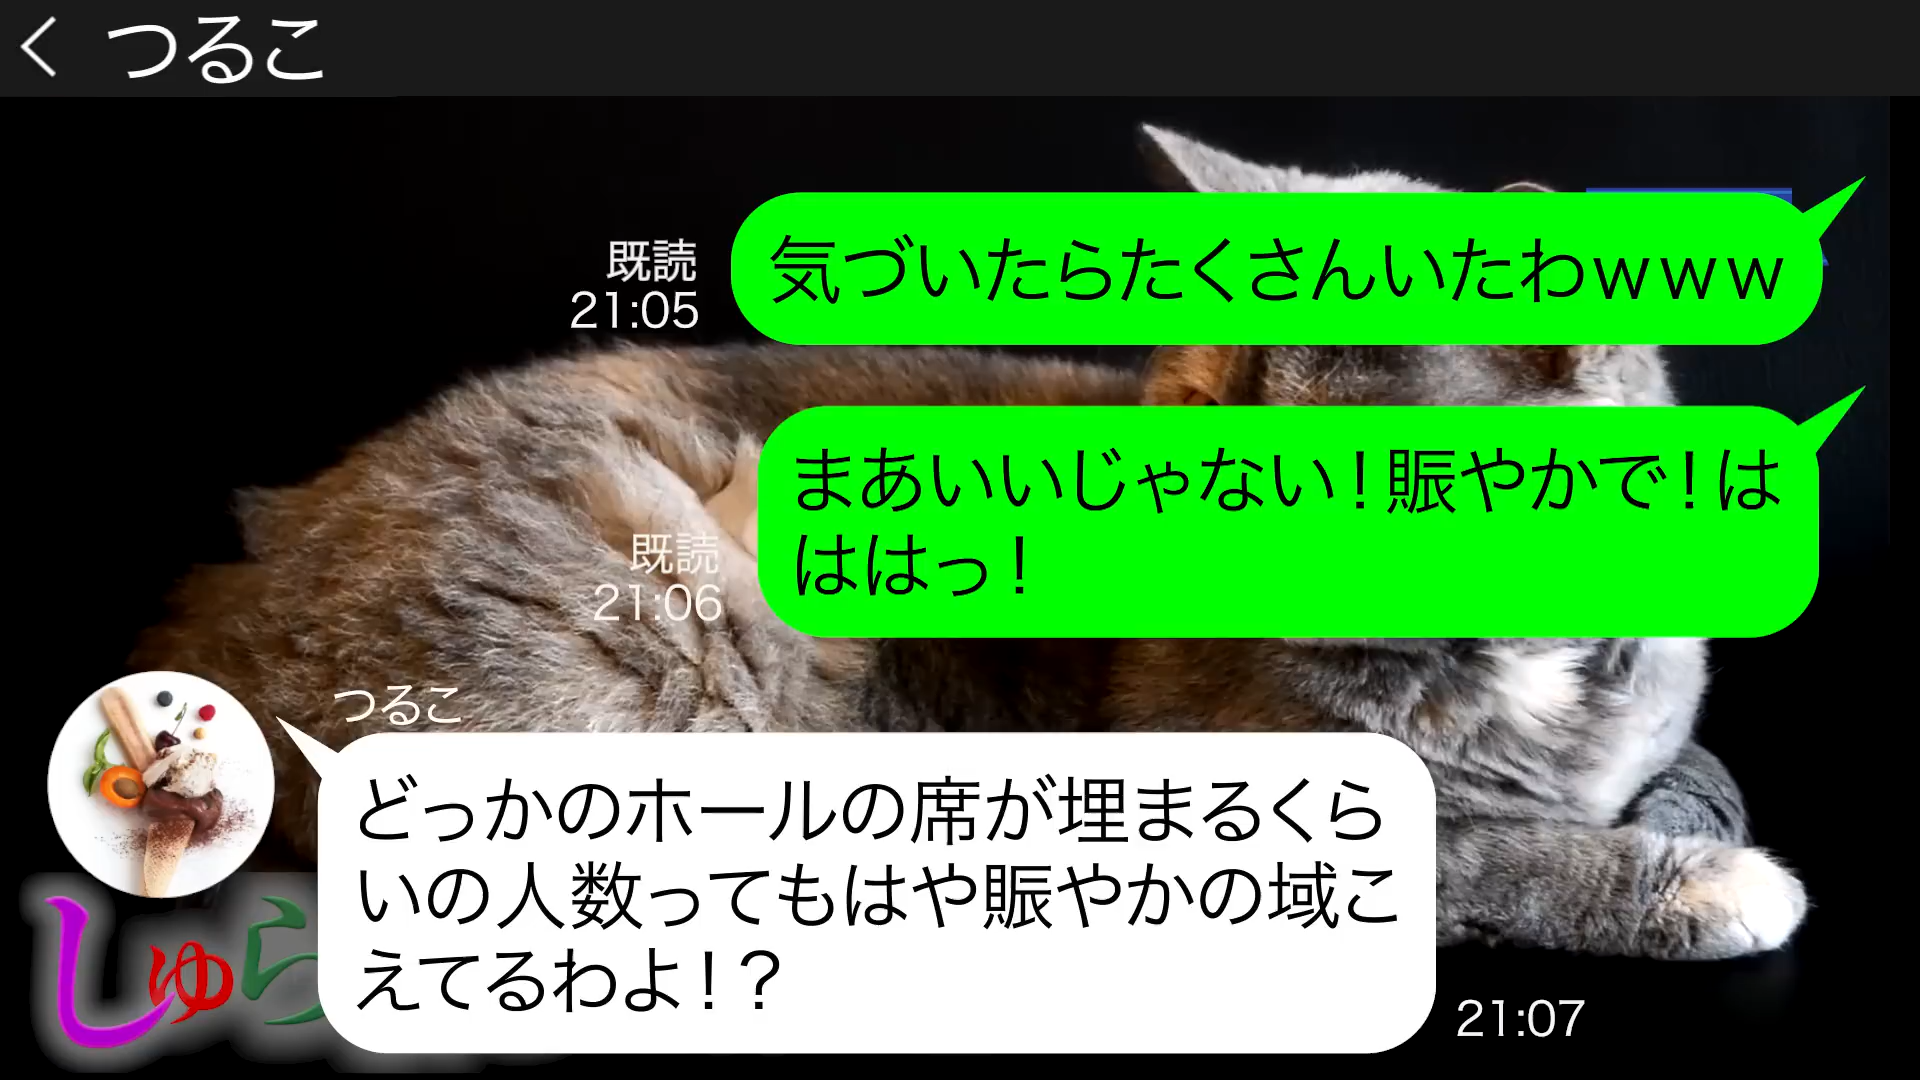 つるこ
気づいたらたくさんいたわｗｗｗ
既読
21:05
まあいいじゃない！賑やかで！は
ははっ！
既読
21:06
つるこ
どっかのホールの席が埋まるくら
いの人数ってもはや賑やかの域こ
えてるわよ！？
21:07
しゅら